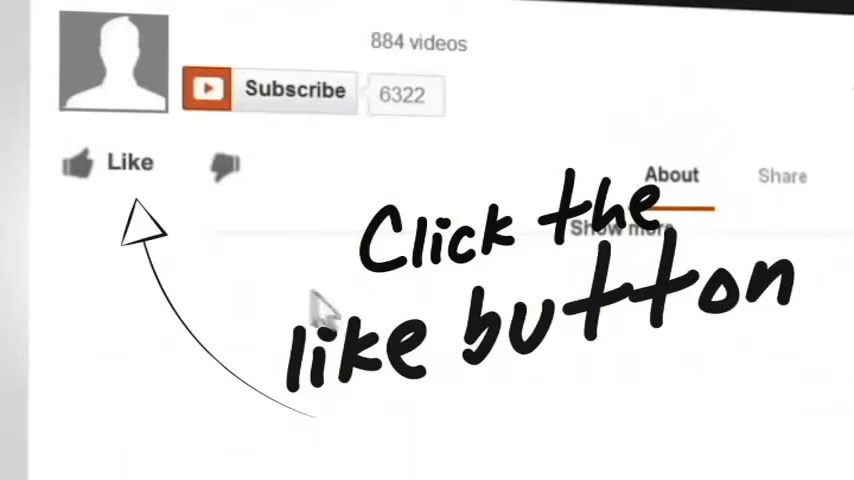 884 videos
Subscribe 6322
Like
About Share
Show more
Click the
like button